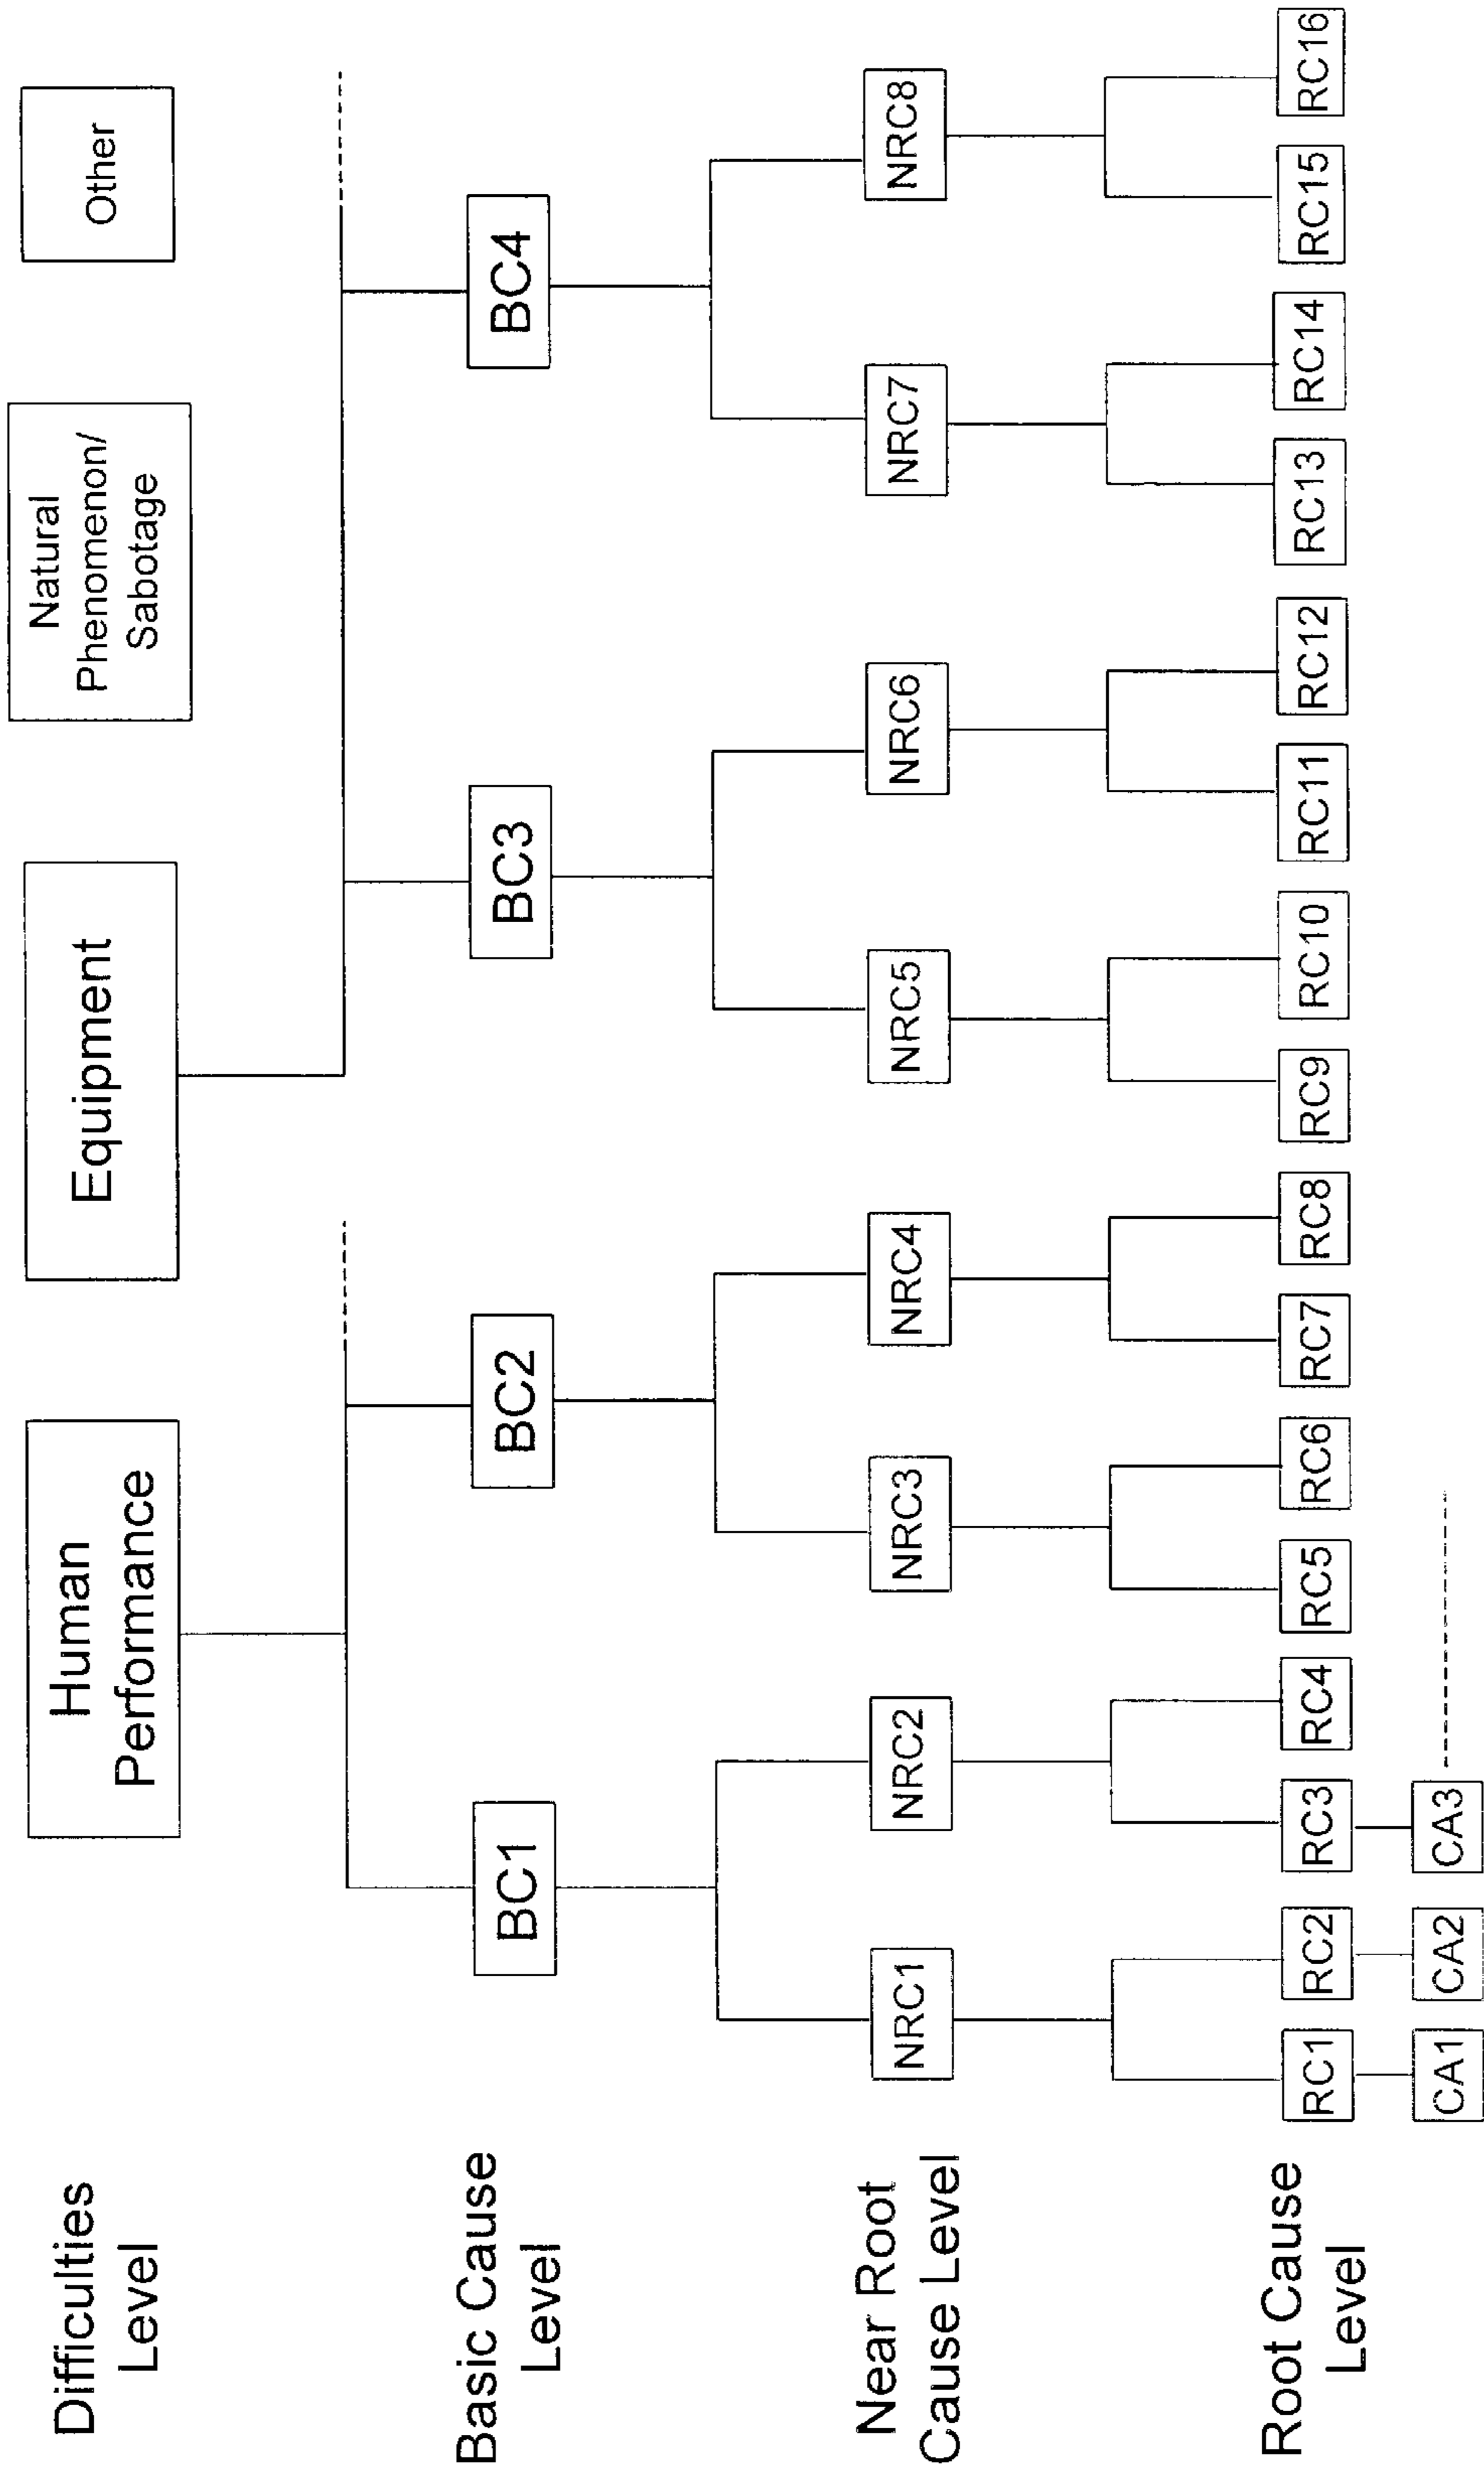 Difficulties
Level
Human
Performance
Equipment
Natural
Phenomenon/
Sabotage
Other
Basic Cause
Level
BC1
BC2
BC3
BC4
Near Root
Cause Level
NRC1
NRC2
NRC3
NRC4
NRC5
NRC6
NRC7
NRC8
Root Cause
Level
RC1
RC2
RC3
RC4
RC5
RC6
RC7
RC8
RC9
RC10
RC11
RC12
RC13
RC14
RC15
RC16
CA1
CA2
CA3